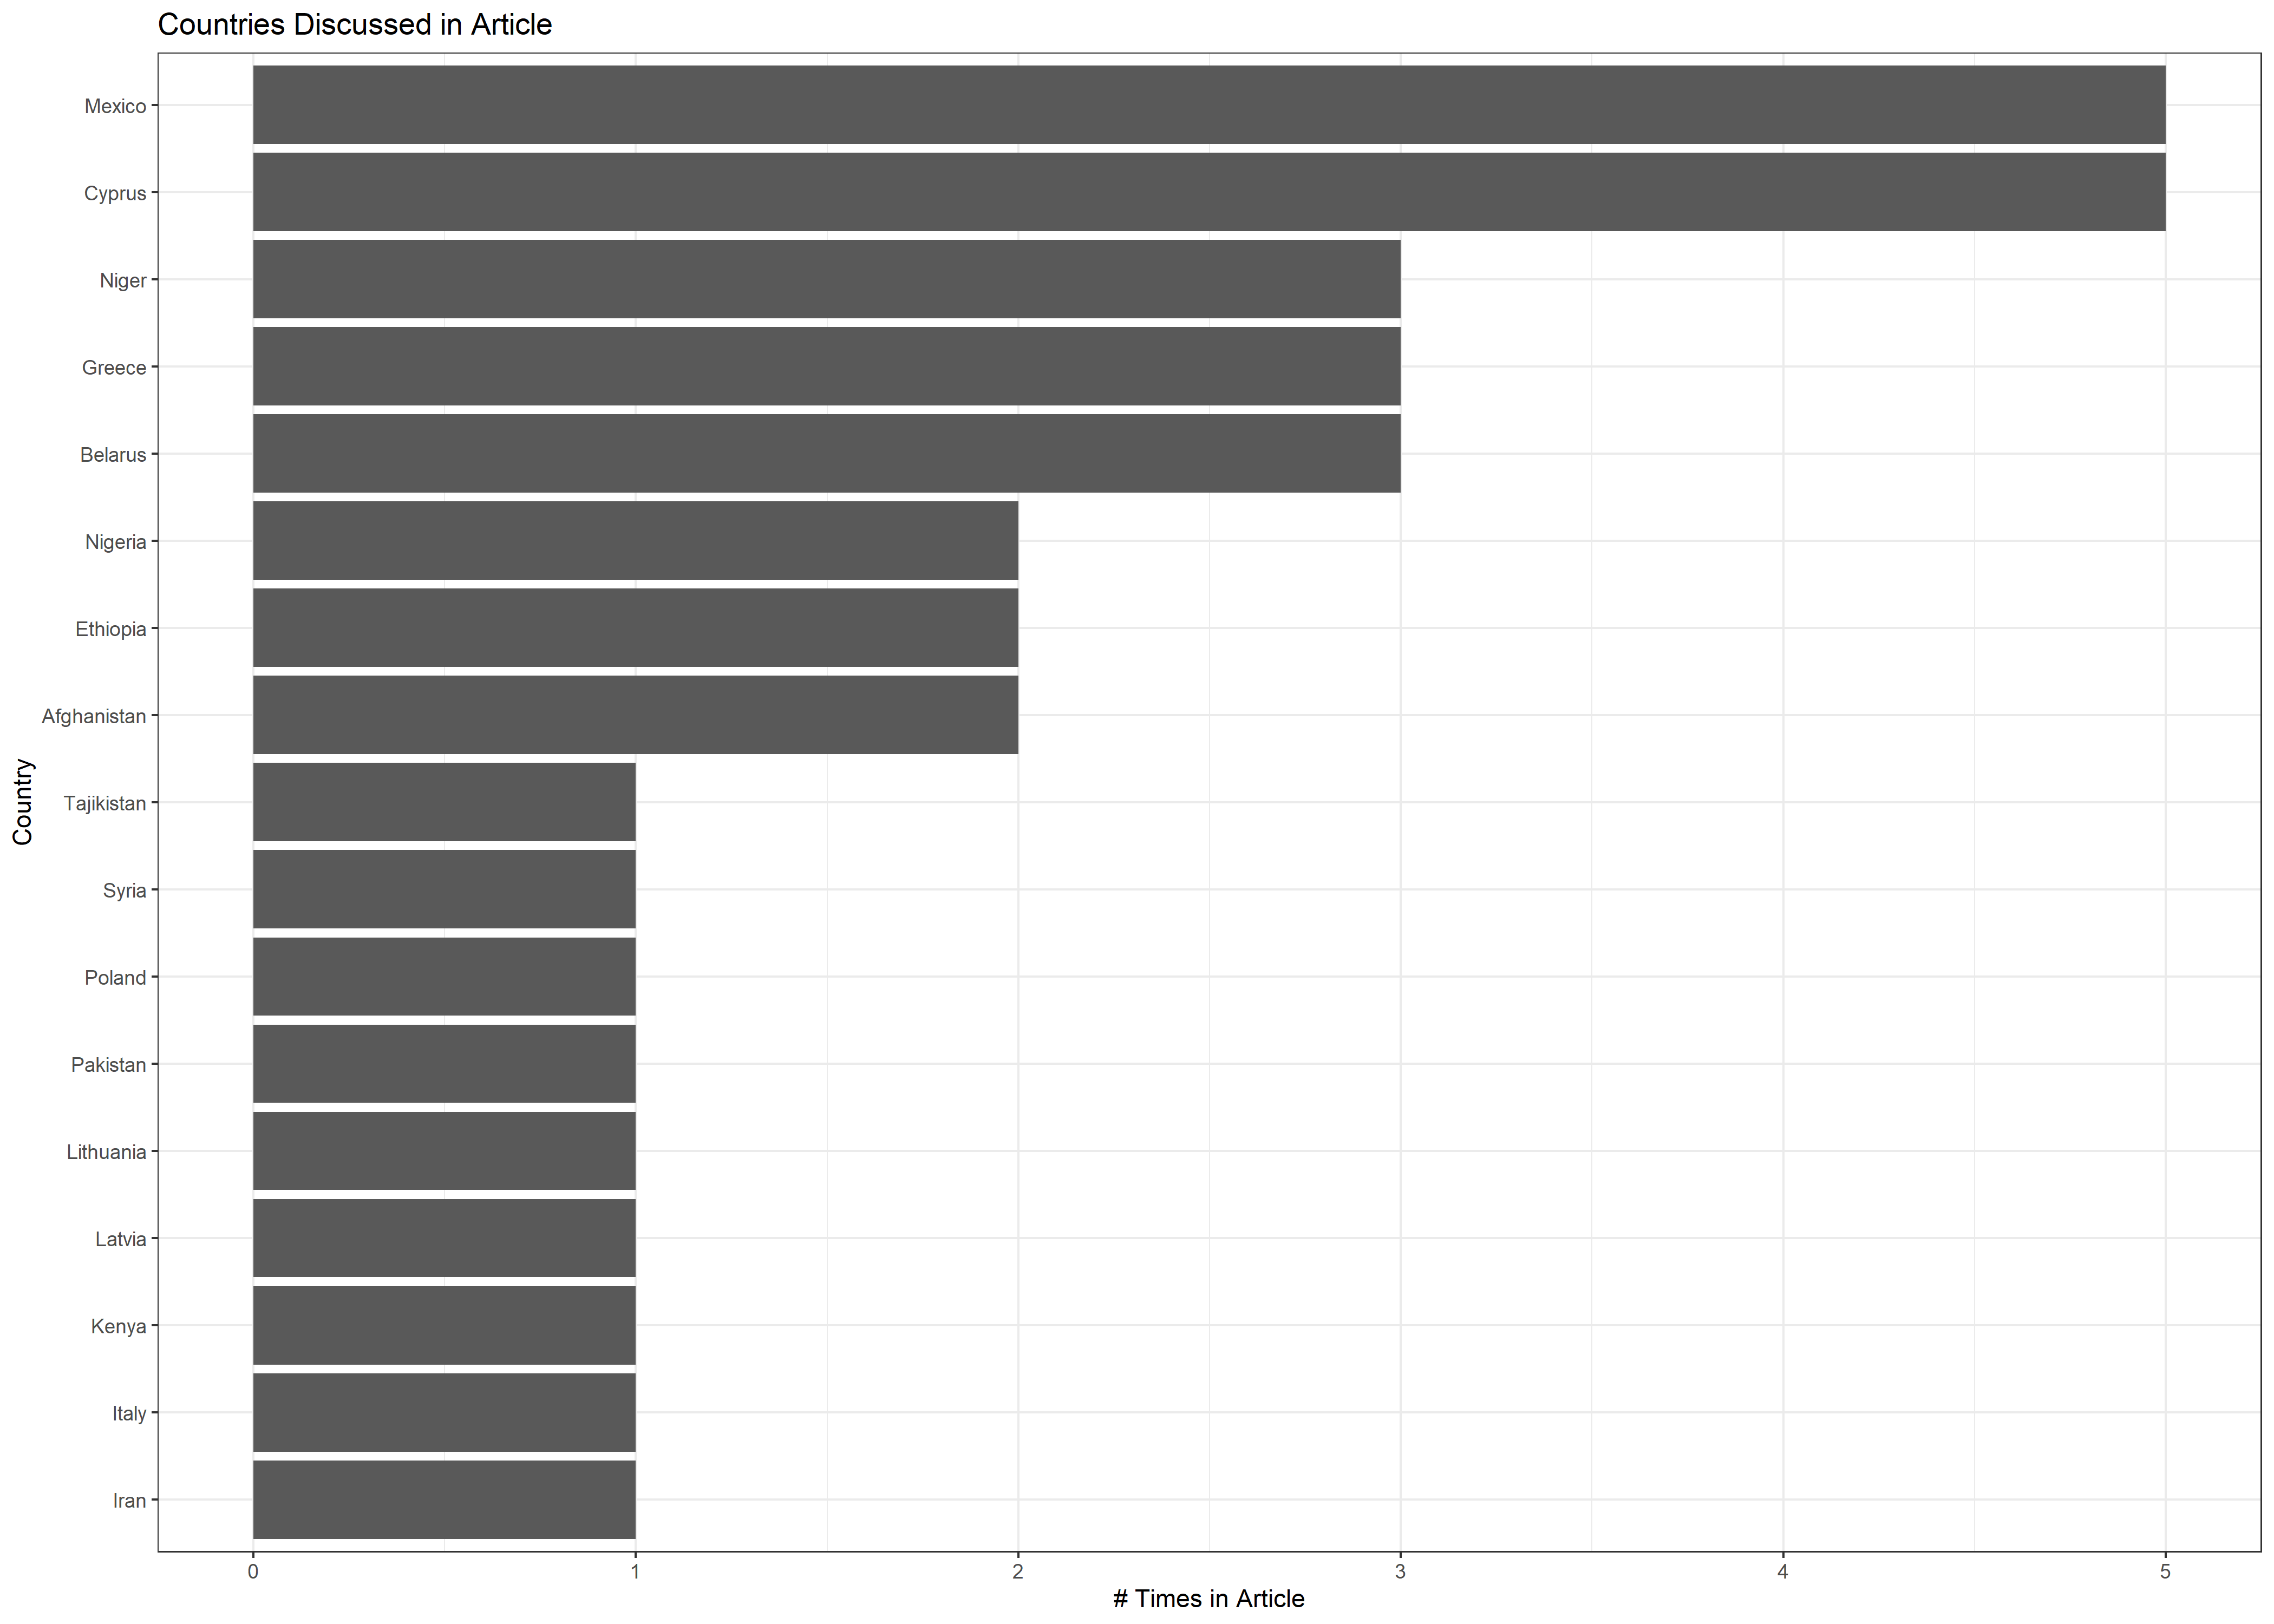 Countries Discussed in Article
Mexico
Cyprus
Niger
Greece
Belarus
Nigeria
Ethiopia
Afghanistan
Tajikistan
Syria
Poland
Pakistan
Lithuania
Latvia
Kenya
Italy
Iran
Country
0 1 2 3 4 5
# Times in Article